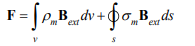 F = ∫_v ρ_m B_ext dv + ∮_s σ_m B_ext ds